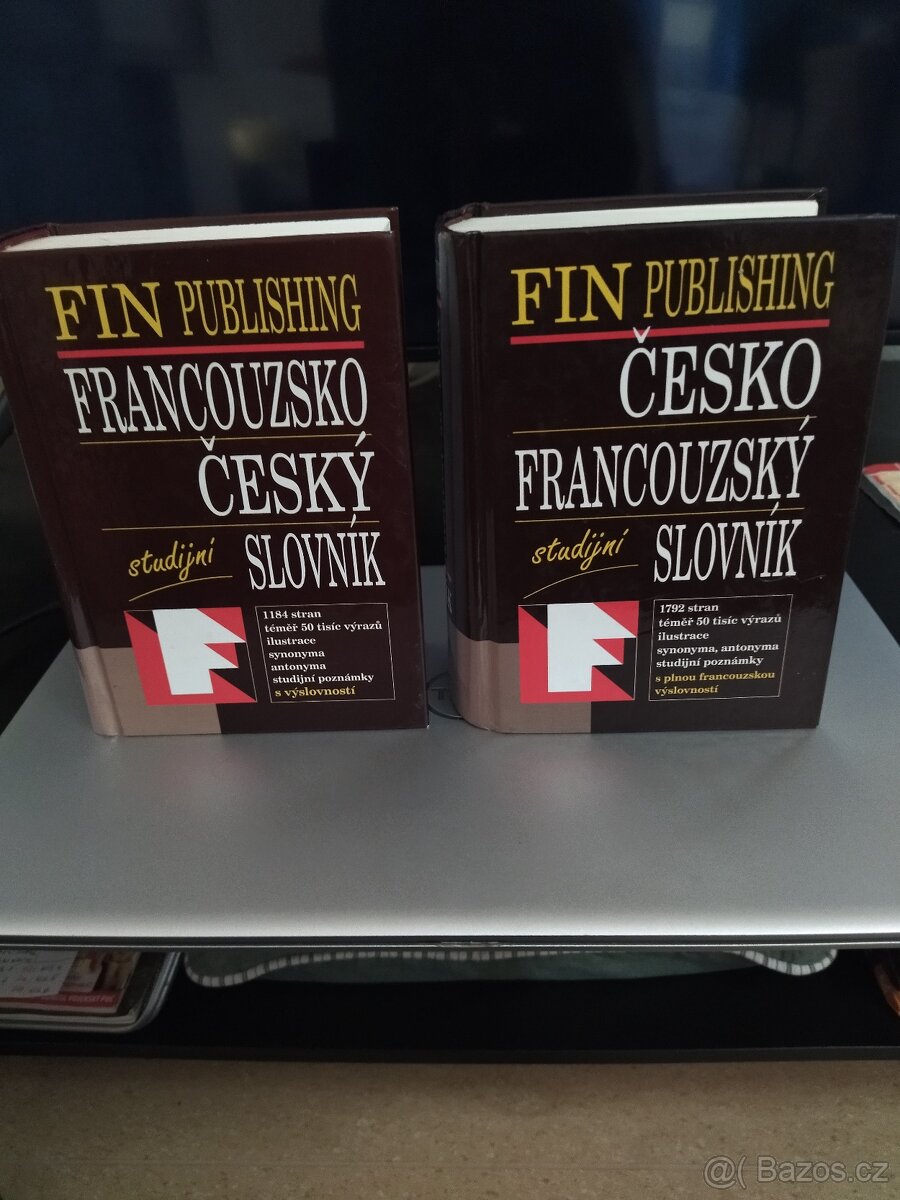 FIN PUBLISHING
FRANCOUZSKO
ČESKÝ
studijní SLOVNÍK
1184 stran
téměř 50 tisíc výrazů
ilustrace
synonyma
antonyma
studijní poznámky
s výslovností
FIN PUBLISHING
ČESKO
FRANCOUZSKÝ
studijní SLOVNÍK
1792 stran
téměř 50 tisíc výrazů
ilustrace
synonyma, antonyma
studijní poznámky
s plnou francouzskou
výslovností
@( Bazos.cz